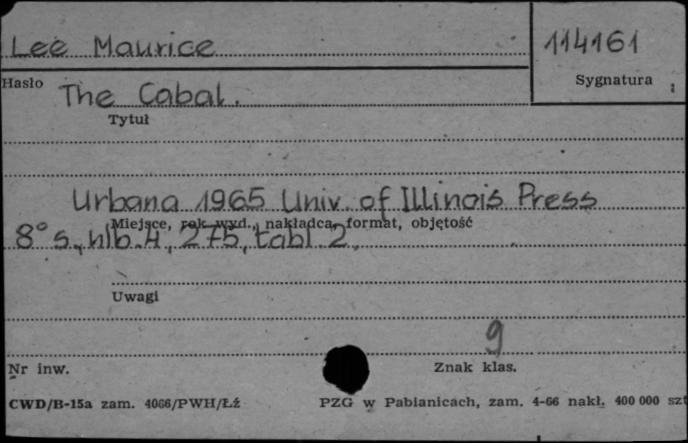 Lee Maurice
114161
Hasło
Sygnatura
The Cabal.
Tytuł
Urbana 1965 Univ. of Illinois Press
Miejsce, rok wyd., nakładca, format, objętość
8° s. nlb. 4, 275, tabl 2.
Uwagi
9
Nr inw.
Znak klas.
CWD/B-15a zam. 4066/PWH/Łź
PZG w Pabianicach, zam. 4-66 nakł. 400 000 szt